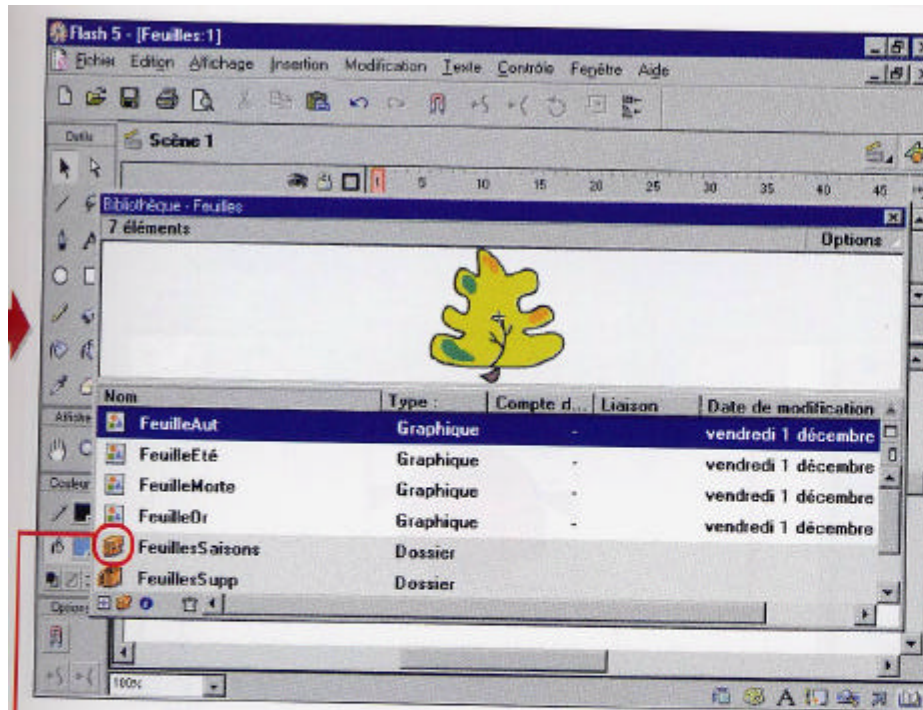 Flash 5 - [Feuilles:1]
Fichier Edition Affichage Insertion Modification Texte Contrôle Fenêtre Aide
Outils
Scène 1
1 5 10 15 20 25 30 35 40 45
Bibliothèque - Feuilles
7 éléments
Options
Nom Type : Compte d... Liaison Date de modification
FeuilleAut Graphique - vendredi 1 décembre
FeuilleEté Graphique - vendredi 1 décembre
FeuilleMorte Graphique - vendredi 1 décembre
FeuilleOr Graphique - vendredi 1 décembre
FeuillesSaisons Dossier
FeuillesSupp Dossier
Affiche
Couleur
Options
100%